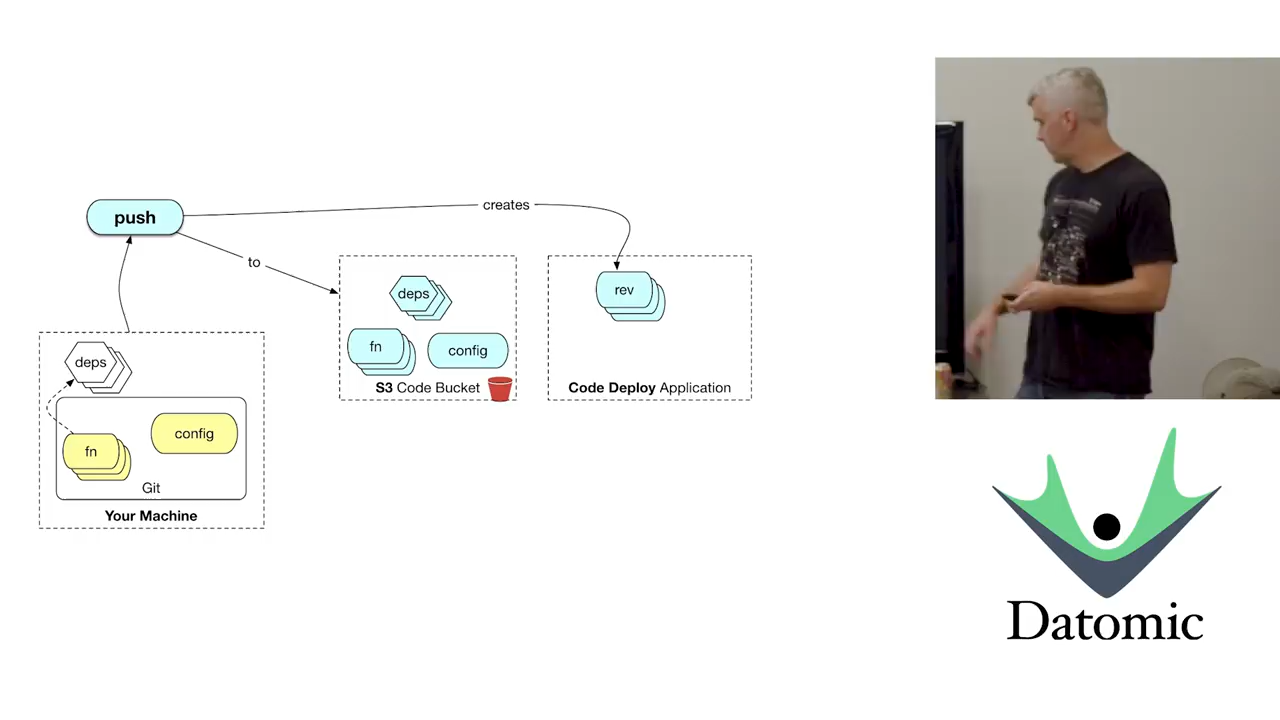 push
creates
to
deps
fn
config
S3 Code Bucket
rev
Code Deploy Application
deps
fn
config
Git
Your Machine
Datomic